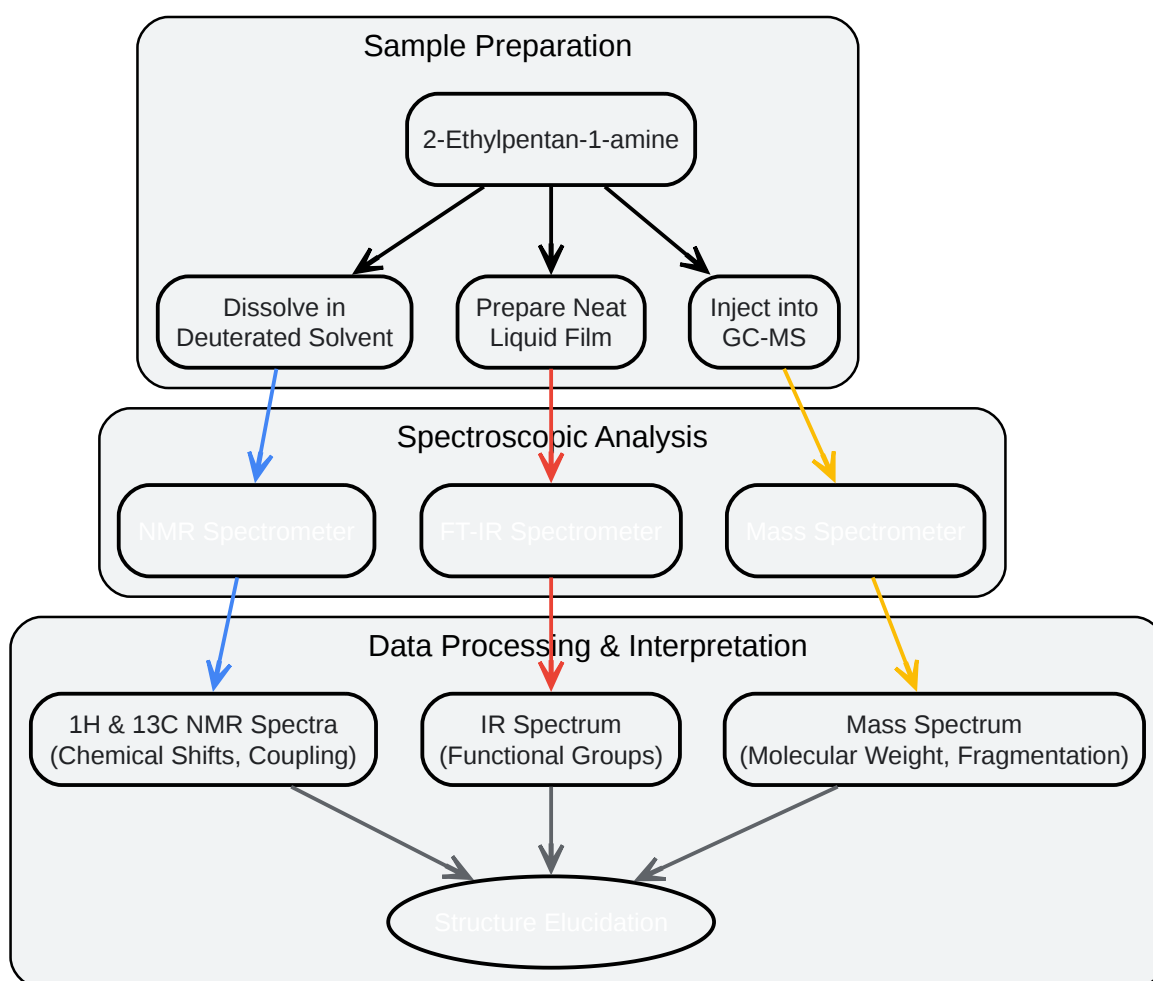 Sample Preparation
2-Ethylpentan-1-amine
Dissolve in
Deuterated Solvent
Prepare Neat
Liquid Film
Inject into
GC-MS
Spectroscopic Analysis
NMR Spectrometer
FT-IR Spectrometer
Mass Spectrometer
Data Processing & Interpretation
1H & 13C NMR Spectra
(Chemical Shifts, Coupling)
IR Spectrum
(Functional Groups)
Mass Spectrum
(Molecular Weight, Fragmentation)
Structure Elucidation